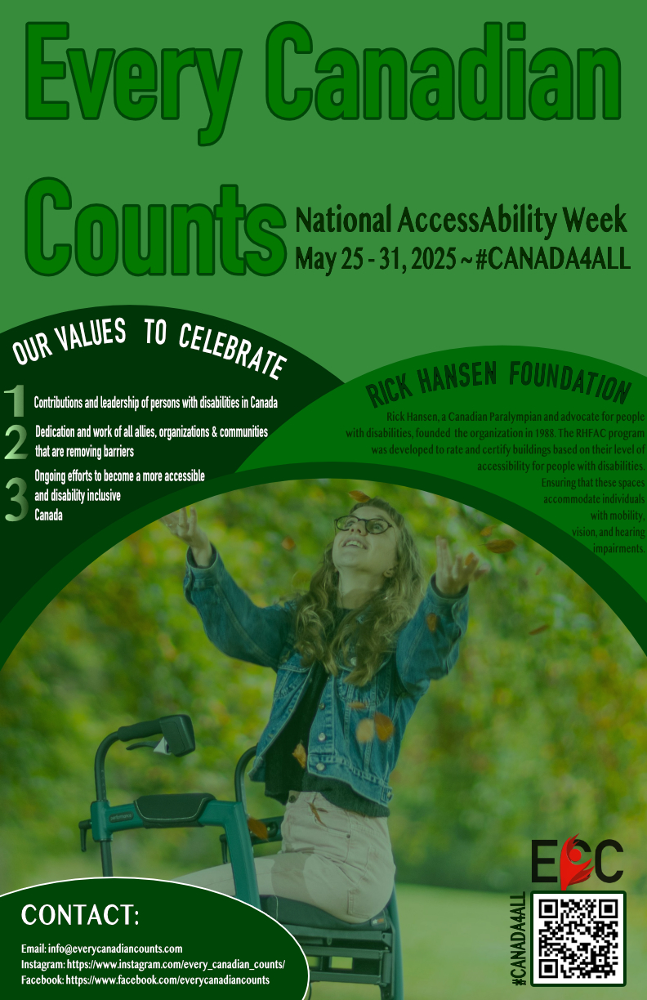 Every Canadian
Counts
National AccessAbility Week
May 25 - 31, 2025 ~ #CANADA4ALL
OUR VALUES TO CELEBRATE
1 Contributions and leadership of persons with disabilities in Canada
2 Dedication and work of all allies, organizations & communities
that are removing barriers
3 Ongoing efforts to become a more accessible
and disability inclusive
Canada
RICK HANSEN FOUNDATION
Rick Hansen, a Canadian Paralympian and advocate for people
with disabilities, founded the organization in 1988. The RHFAC program
was developed to rate and certify buildings based on their level of
accessibility for people with disabilities.
Ensuring that these spaces
accommodate individuals
with mobility,
vision, and hearing
impairments.
ECC
#CANADA4ALL
CONTACT:
Email: info@everycanadiancounts.com
Instagram: https://www.instagram.com/every_canadian_counts/
Facebook: https://www.facebook.com/everycanadiancounts